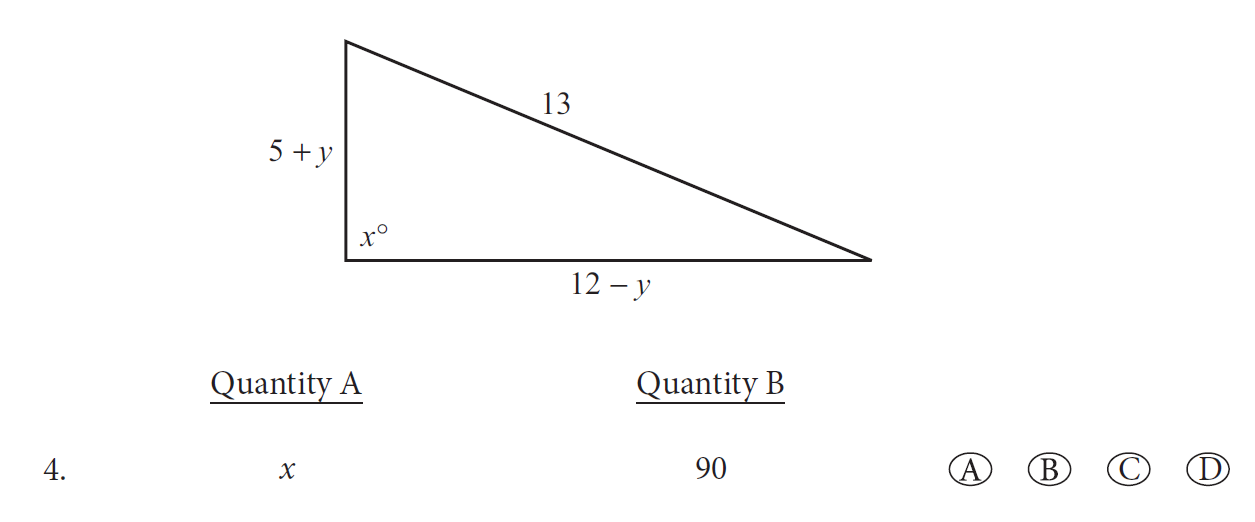 13
5 + y
x°
12 – y
Quantity A Quantity B
4. x 90 A B C D